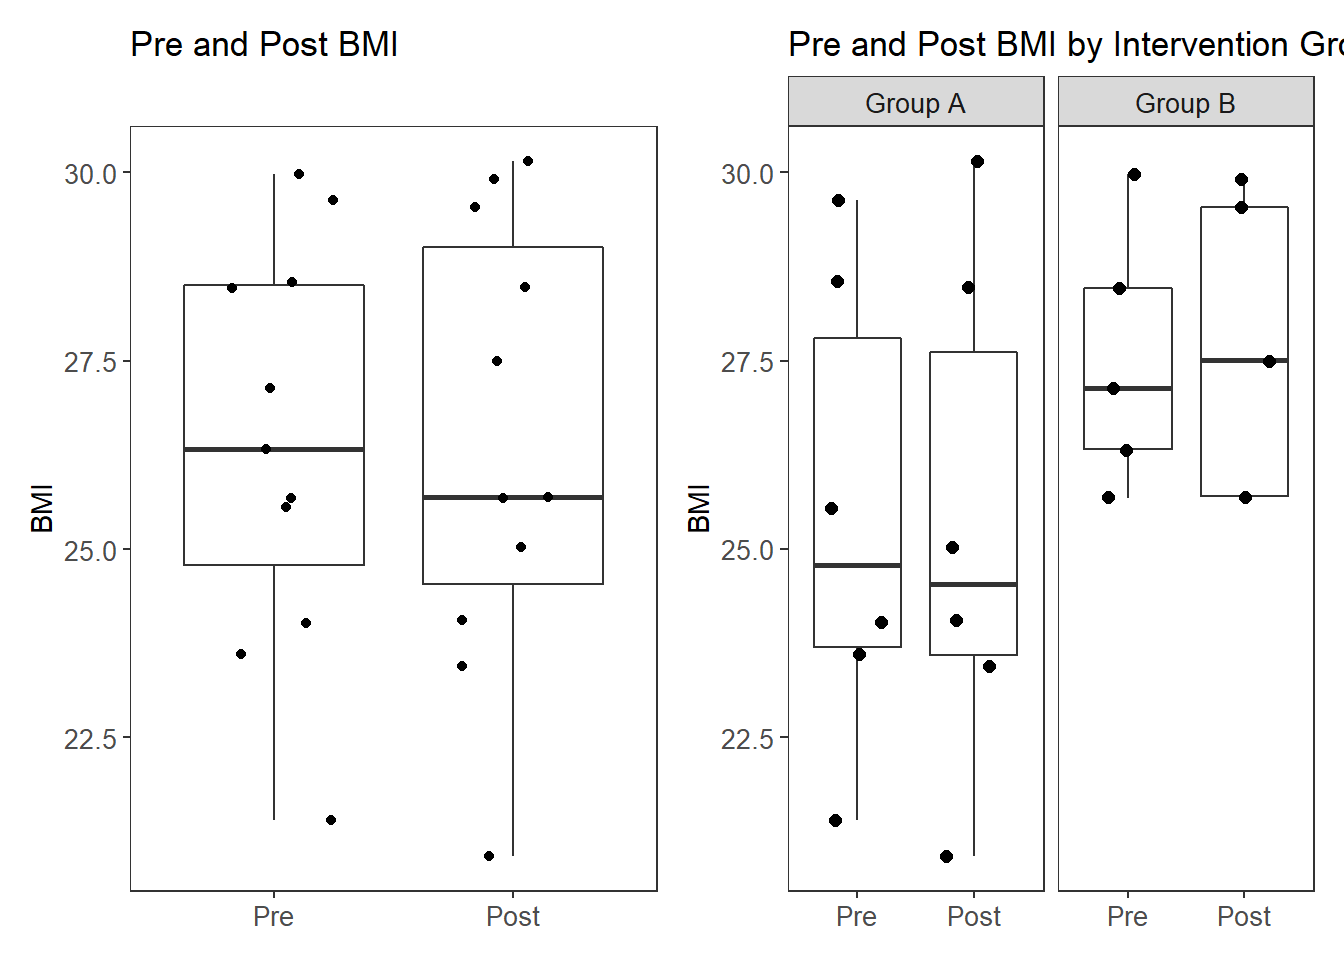 Pre and Post BMI
BMI
30.0
27.5
25.0
22.5
Pre Post
Pre and Post BMI by Intervention Gro
Group A Group B
BMI
30.0
27.5
25.0
22.5
Pre Post Pre Post